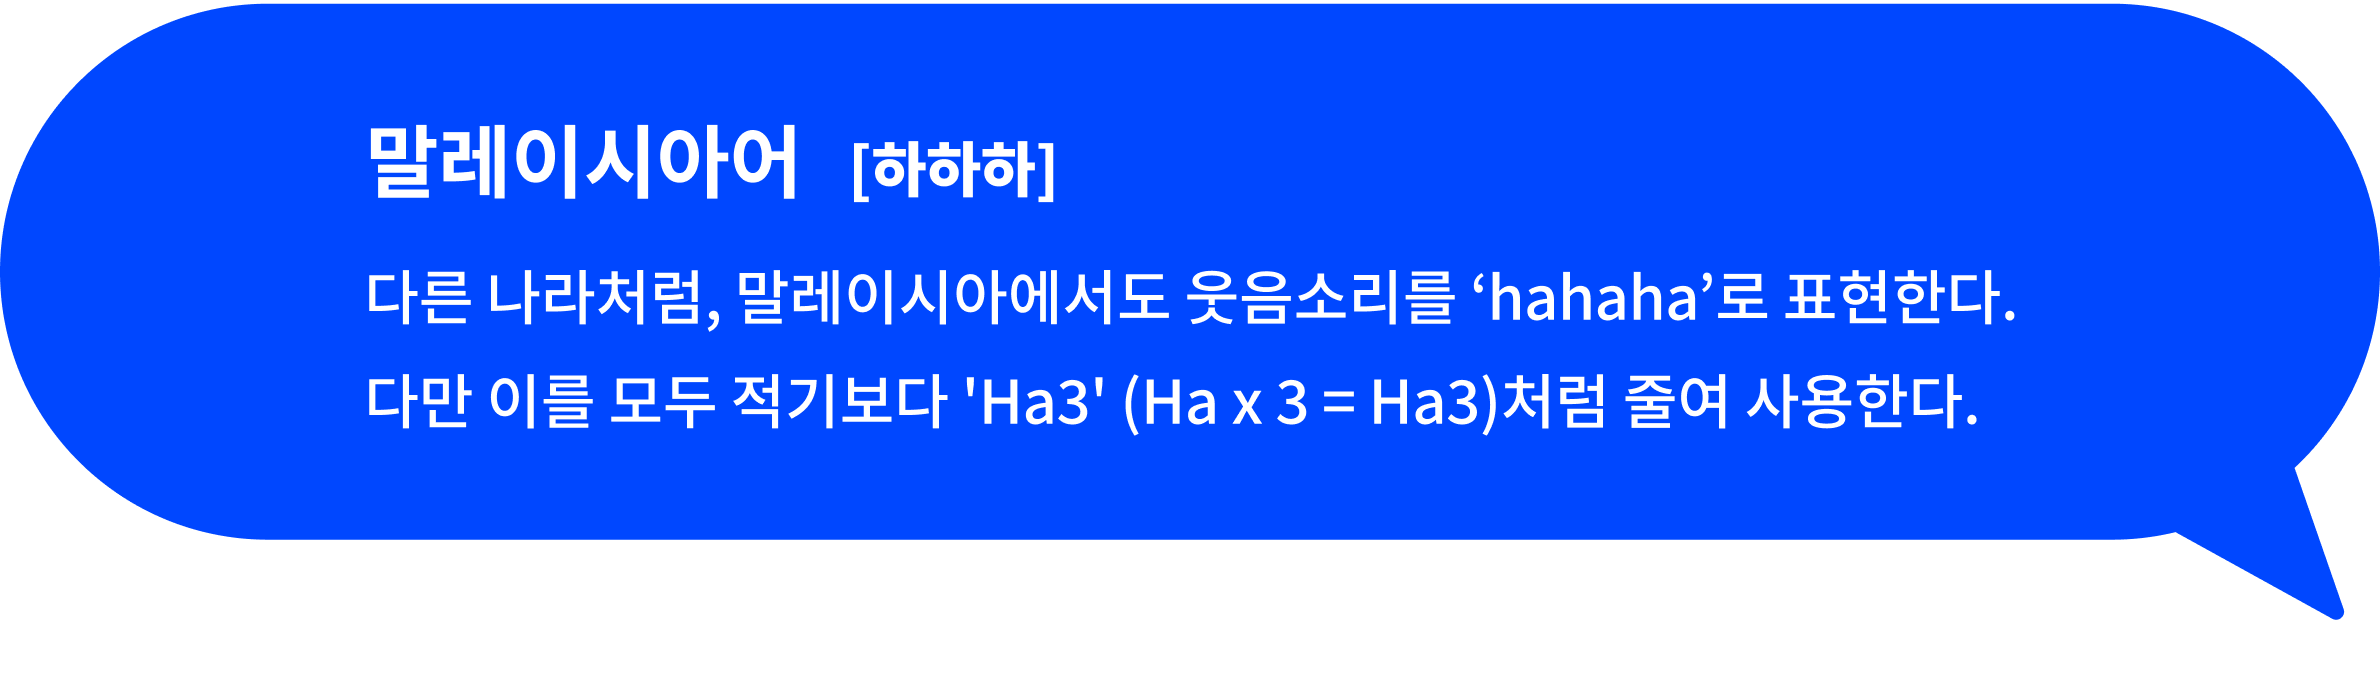 말레이시아어 [하하하]
다른 나라처럼, 말레이시아에서도 웃음소리를 ‘hahaha’로 표현한다.
다만 이를 모두 적기보다 'Ha3' (Ha x 3 = Ha3)처럼 줄여 사용한다.